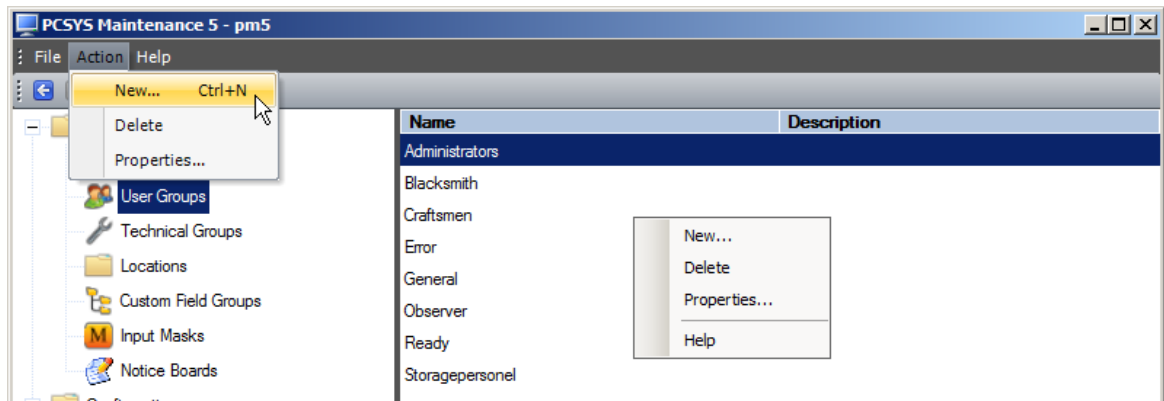 PCSYS Maintenance 5 - pm5
File Action Help
New... Ctrl+N
Delete
Properties...
User Groups
Technical Groups
Locations
Custom Field Groups
M Input Masks
Notice Boards
Name Description
Administrators
Blacksmith
Craftsmen
Error
General
Observer
Ready
Storagepersonel
New...
Delete
Properties...
Help